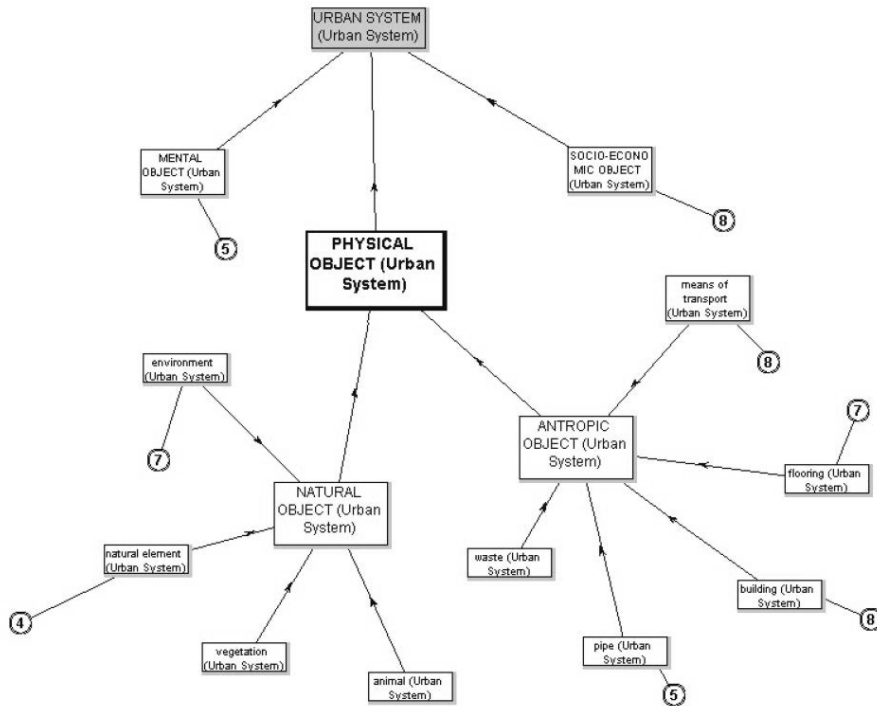 URBAN SYSTEM
(Urban System)
MENTAL
OBJECT (Urban
System)
SOCIO-ECONO
MIC OBJECT
(Urban System)
8
5
PHYSICAL
OBJECT (Urban
System)
means of
transport
(Urban System)
8
environment
(Urban System)
7
ANTROPIC
OBJECT (Urban
System)
7
flooring (Urban
System)
NATURAL
OBJECT (Urban
System)
natural element
(Urban System)
4
waste (Urban
System)
building (Urban
System)
8
vegetation
(Urban System)
animal (Urban
System)
pipe (Urban
System)
5